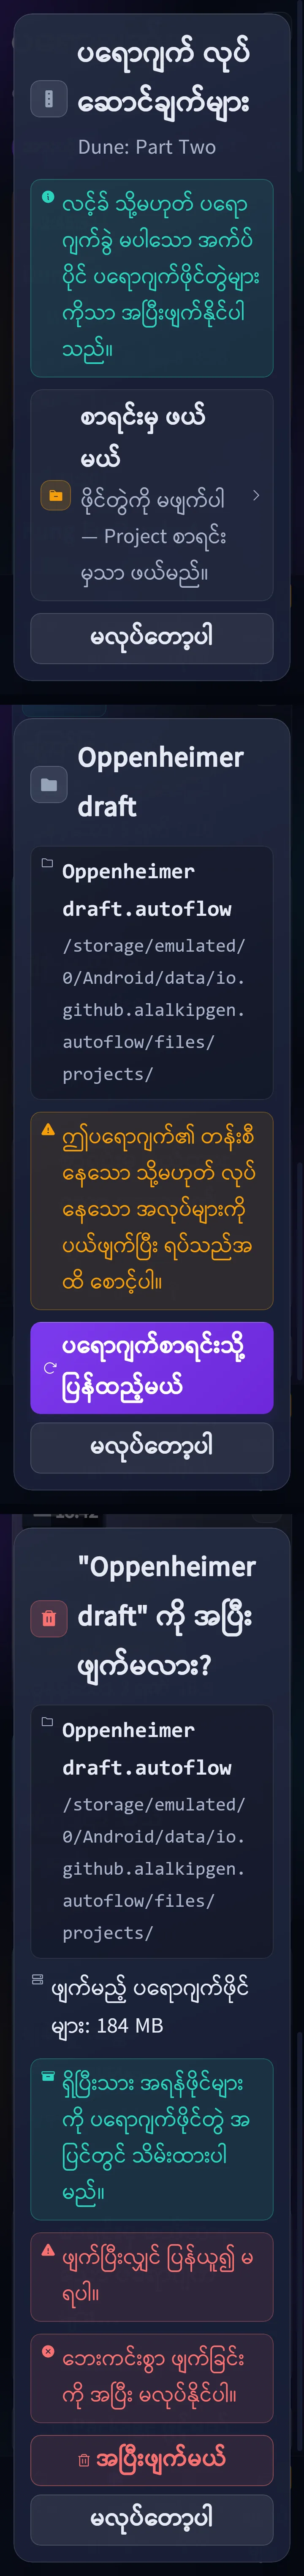 ပရောဂျက် လုပ်
ဆောင်ချက်များ
Dune: Part Two
လင့်ခ် သို့မဟုတ် ပရော
ဂျက်ခွဲ မပါသော အက်ပ်
ပိုင် ပရောဂျက်ဖိုင်တွဲများ
ကိုသာ အပြီးဖျက်နိုင်ပါ
သည်။
စာရင်းမှ ဖယ်
မယ်
ဖိုင်တွဲကို မဖျက်ပါ
— Project စာရင်း
မှသာ ဖယ်မည်။
မလုပ်တော့ပါ
Oppenheimer
draft
Oppenheimer
draft.autoflow
/storage/emulated/
0/Android/data/io.
github.alalkipgen.
autoflow/files/
projects/
ဤပရောဂျက်၏ တန်းစီ
နေသော သို့မဟုတ် လုပ်
နေသော အလုပ်များကို
ပယ်ဖျက်ပြီး ရပ်သည်အ
ထိ စောင့်ပါ။
ပရောဂျက်စာရင်းသို့
ပြန်ထည့်မယ်
မလုပ်တော့ပါ
"Oppenheimer
draft" ကို အပြီး
ဖျက်မလား?
Oppenheimer
draft.autoflow
/storage/emulated/
0/Android/data/io.
github.alalkipgen.
autoflow/files/
projects/
ဖျက်မည့် ပရောဂျက်ဖိုင်
များ: 184 MB
ရှိပြီးသား အရန်ဖိုင်များ
ကို ပရောဂျက်ဖိုင်တွဲ အ
ပြင်တွင် သိမ်းထားပါ
မည်။
ဖျက်ပြီးလျှင် ပြန်ယူ၍ မ
ရပါ။
ဘေးကင်းစွာ ဖျက်ခြင်း
ကို အပြီး မလုပ်နိုင်ပါ။
အပြီးဖျက်မယ်
မလုပ်တော့ပါ